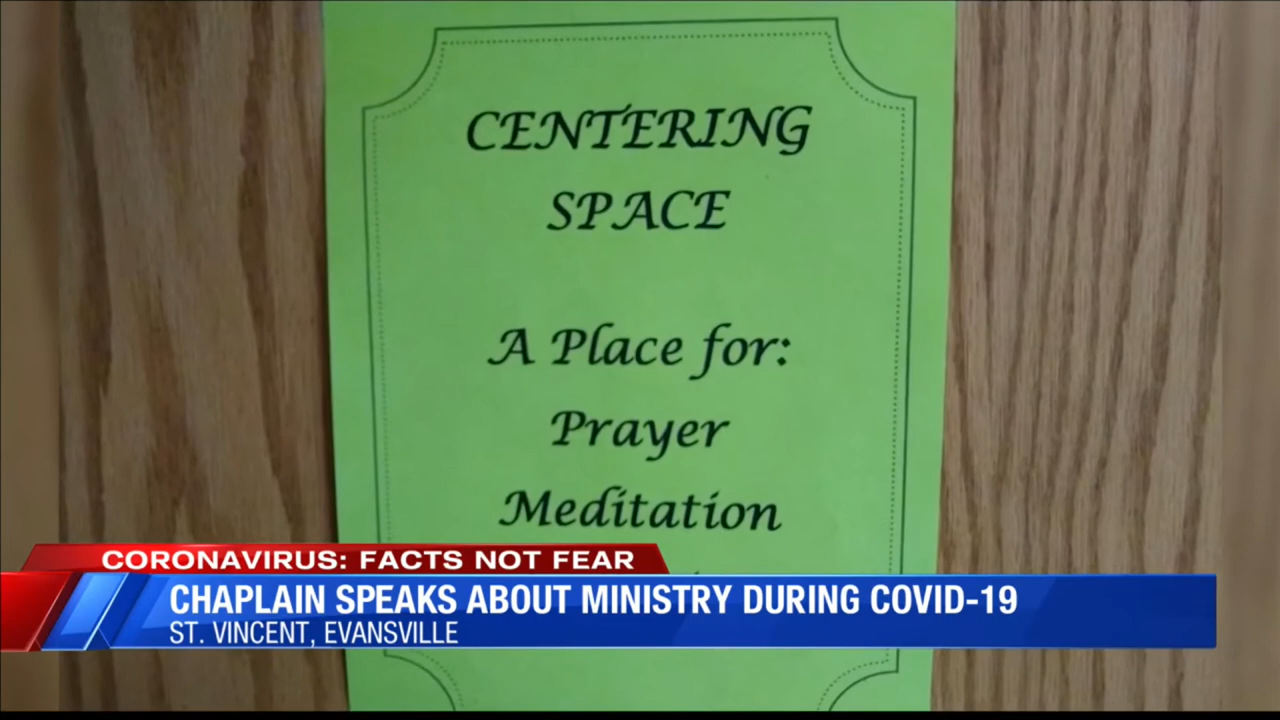 CENTERING
SPACE
A Place for:
Prayer
Meditation
CORONAVIRUS: FACTS NOT FEAR
CHAPLAIN SPEAKS ABOUT MINISTRY DURING COVID-19
ST. VINCENT, EVANSVILLE